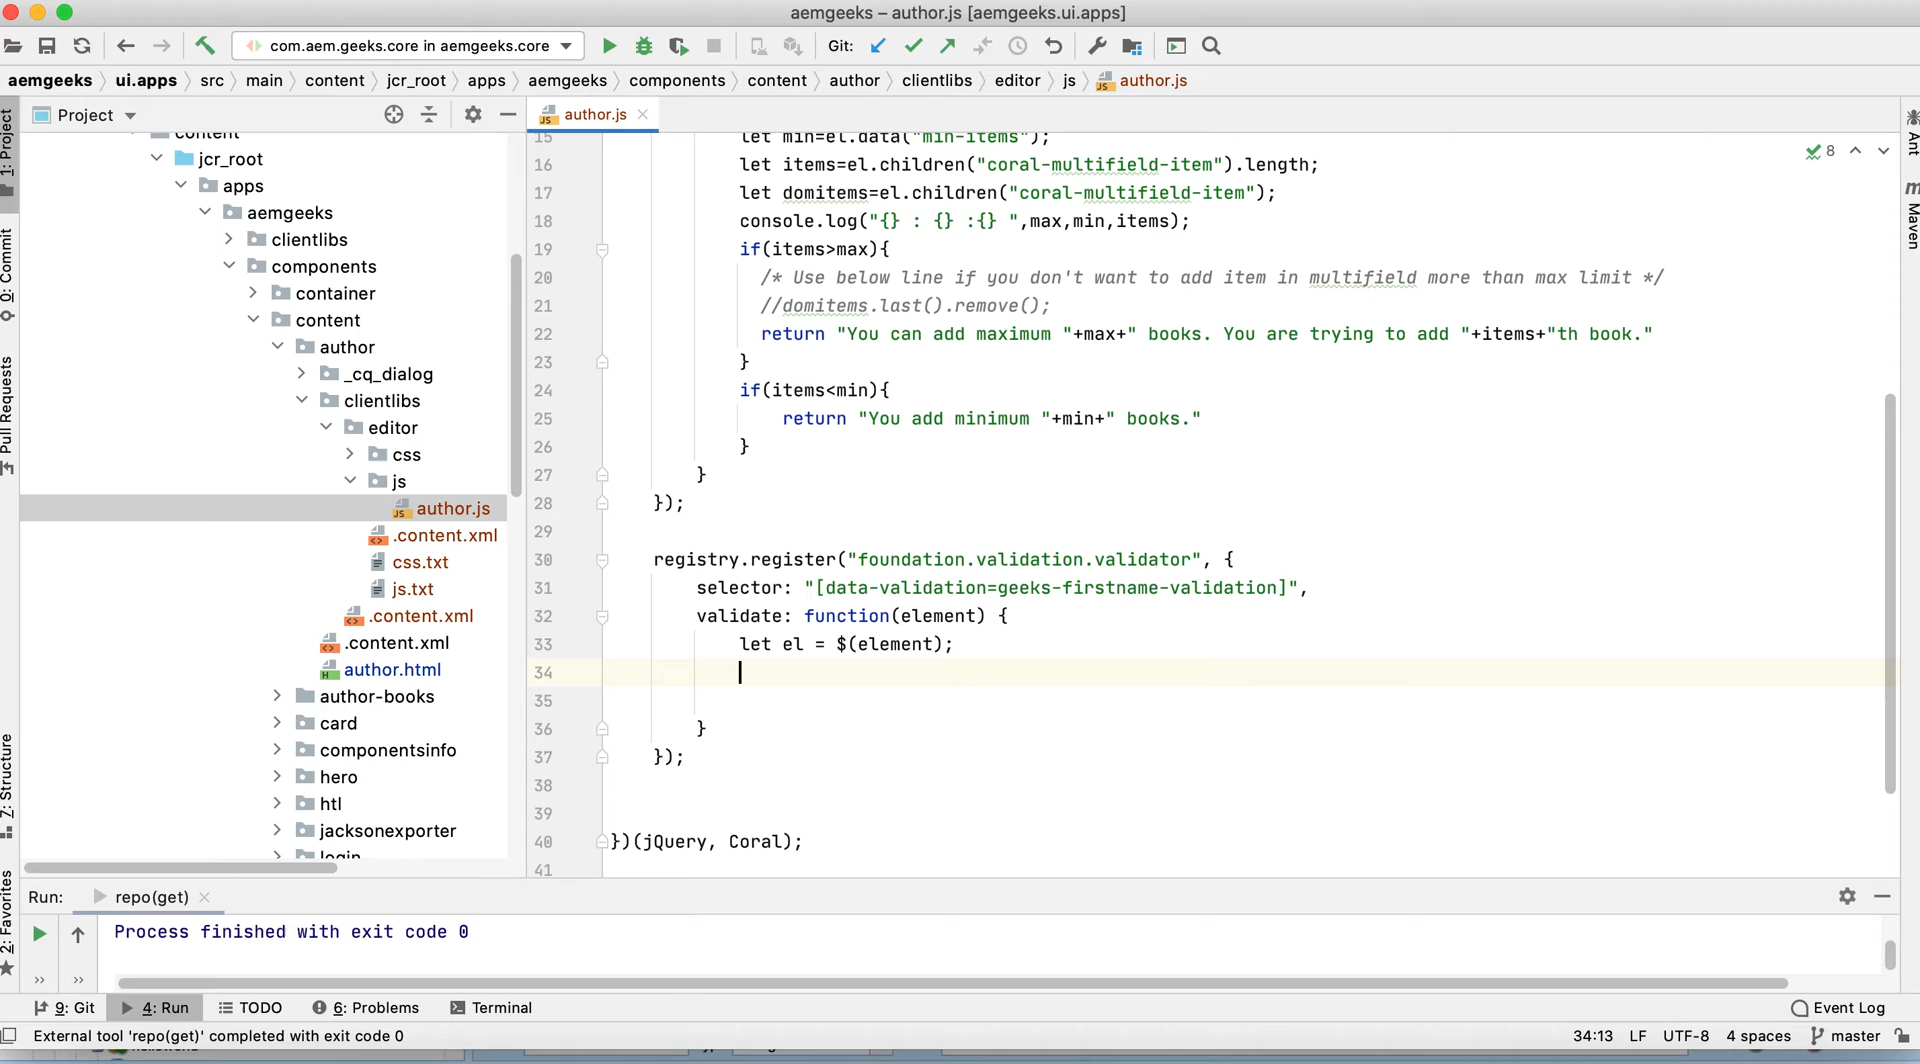 aemgeeks – author.js [aemgeeks.ui.apps]
com.aem.geeks.core in aemgeeks.core
Git:
aemgeeks ui.apps src main content jcr_root apps aemgeeks components content author clientlibs editor js author.js
Project
author.js
1: Project
0: Commit
Pull Requests
Z: Structure
2: Favorites
content
jcr_root
apps
aemgeeks
clientlibs
components
container
content
author
_cq_dialog
clientlibs
editor
css
js
author.js
.content.xml
css.txt
js.txt
.content.xml
.content.xml
author.html
author-books
card
componentsinfo
hero
htl
jacksonexporter
login
15 let min=el.data("min-items");
16 let items=el.children("coral-multifield-item").length;
17 let domitems=el.children("coral-multifield-item");
18 console.log("{} : {} :{} ",max,min,items);
19 if(items>max){
20 /* Use below line if you don't want to add item in multifield more than max limit */
21 //domitems.last().remove();
22 return "You can add maximum "+max+" books. You are trying to add "+items+"th book."
23 }
24 if(items<min){
25 return "You add minimum "+min+" books."
26 }
27 }
28 });
29
30 registry.register("foundation.validation.validator", {
31 selector: "[data-validation=geeks-firstname-validation]",
32 validate: function(element) {
33 let el = $(element);
34
35
36 }
37 });
38
39
40 })(jQuery, Coral);
41
8
Ant
Maven
Run: repo(get)
Process finished with exit code 0
9: Git 4: Run TODO 6: Problems Terminal Event Log
External tool 'repo(get)' completed with exit code 0 34:13 LF UTF-8 4 spaces master